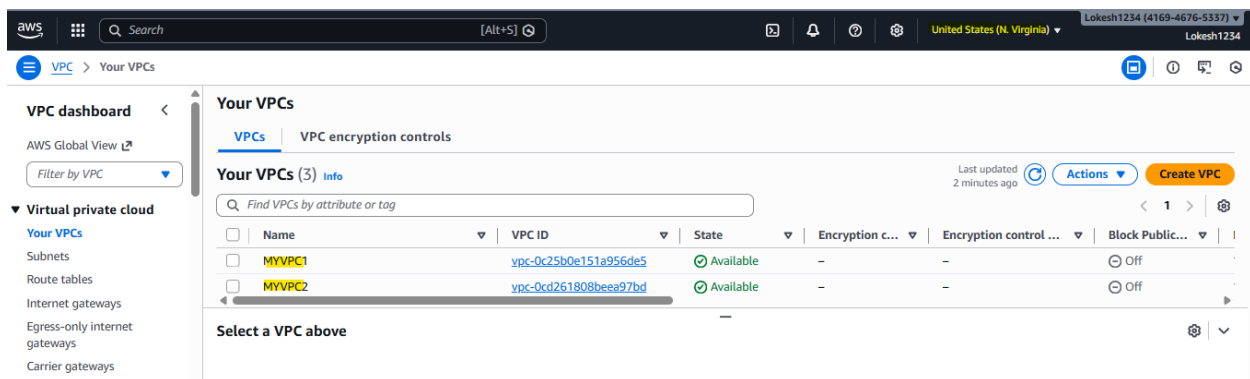 aws Search [Alt+S] United States (N. Virginia) Lokesh1234 (4169-4676-5337)
Lokesh1234
VPC > Your VPCs
VPC dashboard
AWS Global View
Filter by VPC
Virtual private cloud
Your VPCs
Subnets
Route tables
Internet gateways
Egress-only internet
gateways
Carrier gateways
Your VPCs
VPCs VPC encryption controls
Your VPCs (3) Info Last updated
2 minutes ago Actions Create VPC
Find VPCs by attribute or tag < 1 >
Name VPC ID State Encryption c... Encryption control ... Block Public...
MYVPC1 vpc-0c25b0e151a956de5 Available – – Off
MYVPC2 vpc-0cd261808beea97bd Available – – Off
Select a VPC above